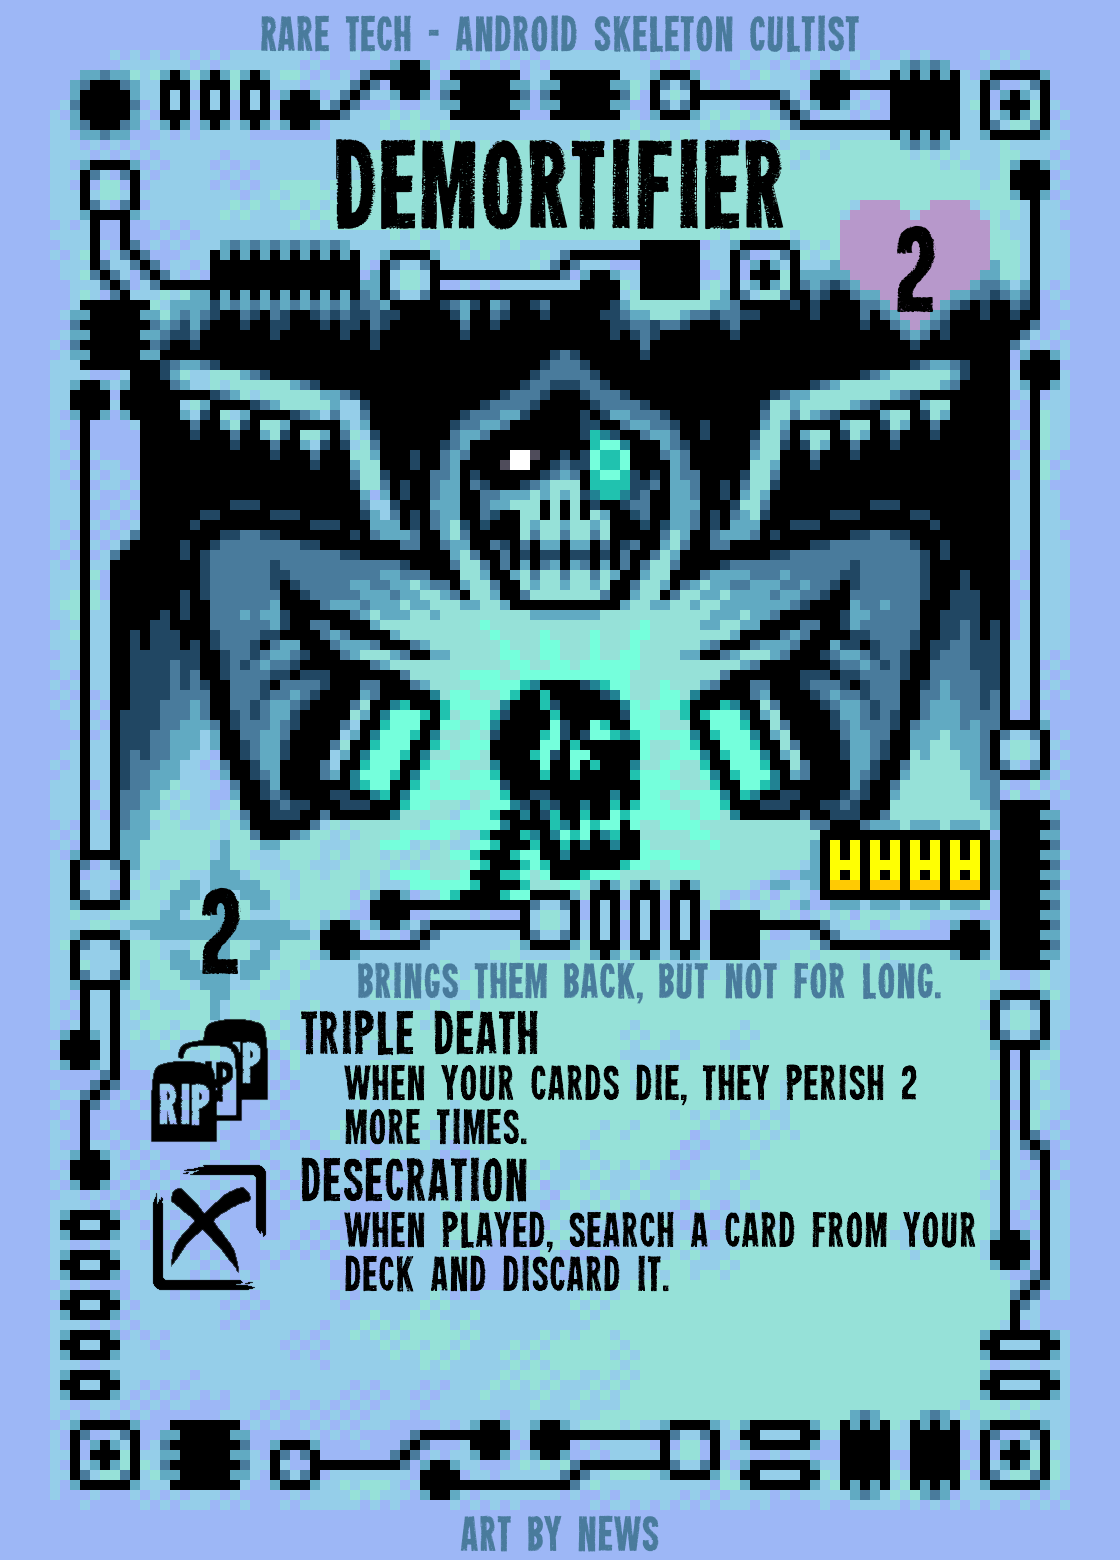 RARE TECH - ANDROID SKELETON CULTIST
DEMORTIFIER
2
2
BRINGS THEM BACK, BUT NOT FOR LONG.
TRIPLE DEATH
WHEN YOUR CARDS DIE, THEY PERISH 2
MORE TIMES.
RIP
DESECRATION
WHEN PLAYED, SEARCH A CARD FROM YOUR
DECK AND DISCARD IT.
ART BY NEWS